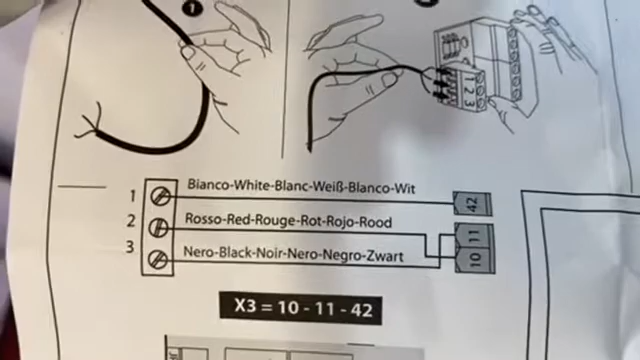 1
1 2 3
1 Bianco-White-Blanc-Weiß-Blanco-Wit 42
2 Rosso-Red-Rouge-Rot-Rojo-Rood 11
3 Nero-Black-Noir-Nero-Negro-Zwart 10
X3 = 10 - 11 - 42